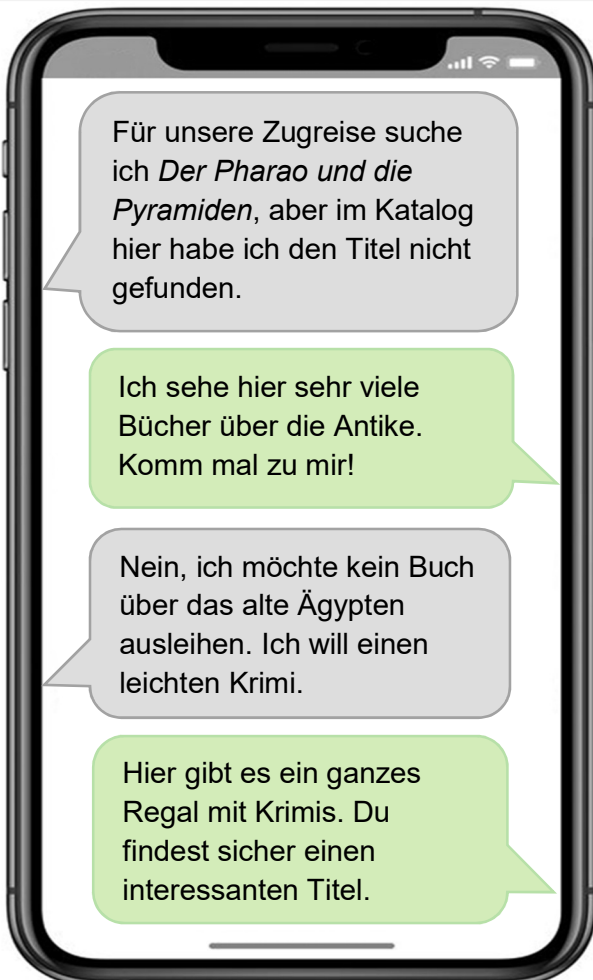 Für unsere Zugreise suche
ich Der Pharao und die
Pyramiden, aber im Katalog
hier habe ich den Titel nicht
gefunden.
Ich sehe hier sehr viele
Bücher über die Antike.
Komm mal zu mir!
Nein, ich möchte kein Buch
über das alte Ägypten
ausleihen. Ich will einen
leichten Krimi.
Hier gibt es ein ganzes
Regal mit Krimis. Du
findest sicher einen
interessanten Titel.